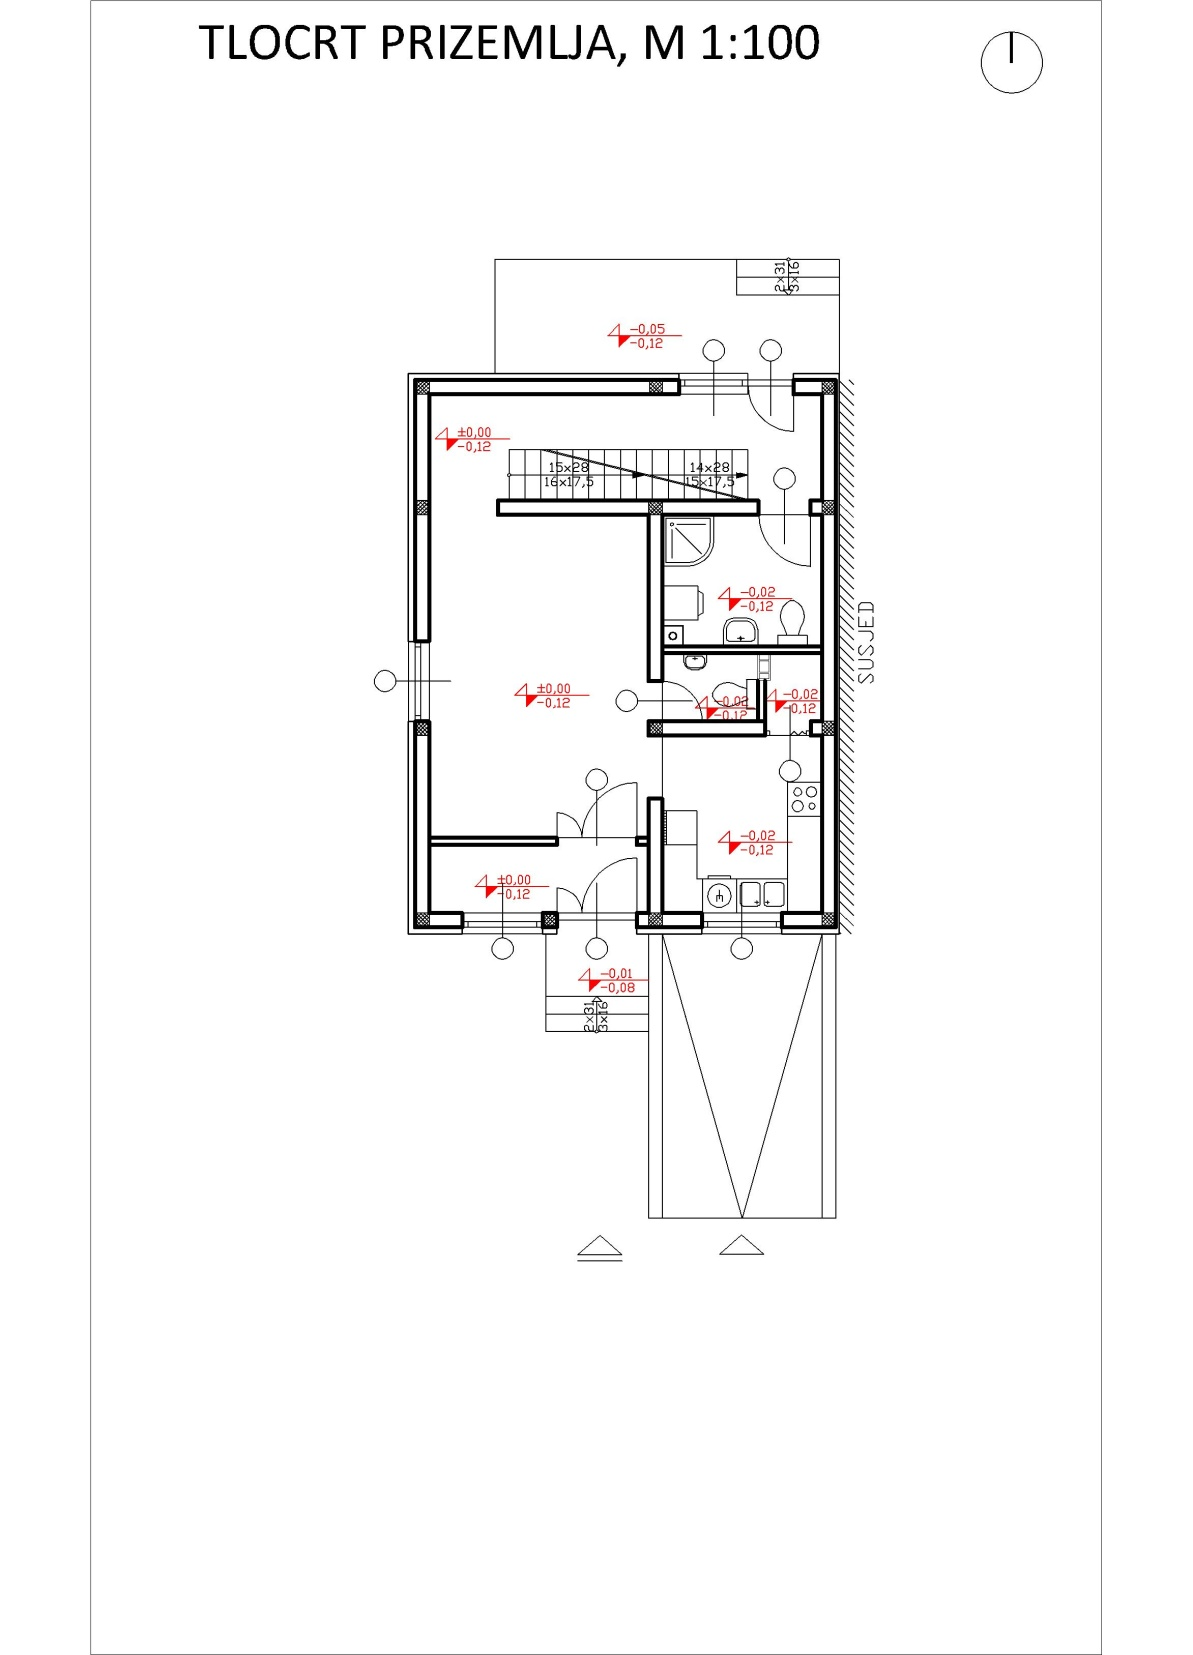 TLOCRT PRIZEMLJA, M 1:100
2x31
3x16
-0,05
-0,12
±0,00
-0,12
15x28
16x17,5
14x28
15x17,5
-0,02
-0,12
SUSJED
±0,00
-0,12
-0,02
-0,12
-0,02
-0,12
-0,02
-0,12
±0,00
-0,12
-0,01
-0,08
2x31
3x16